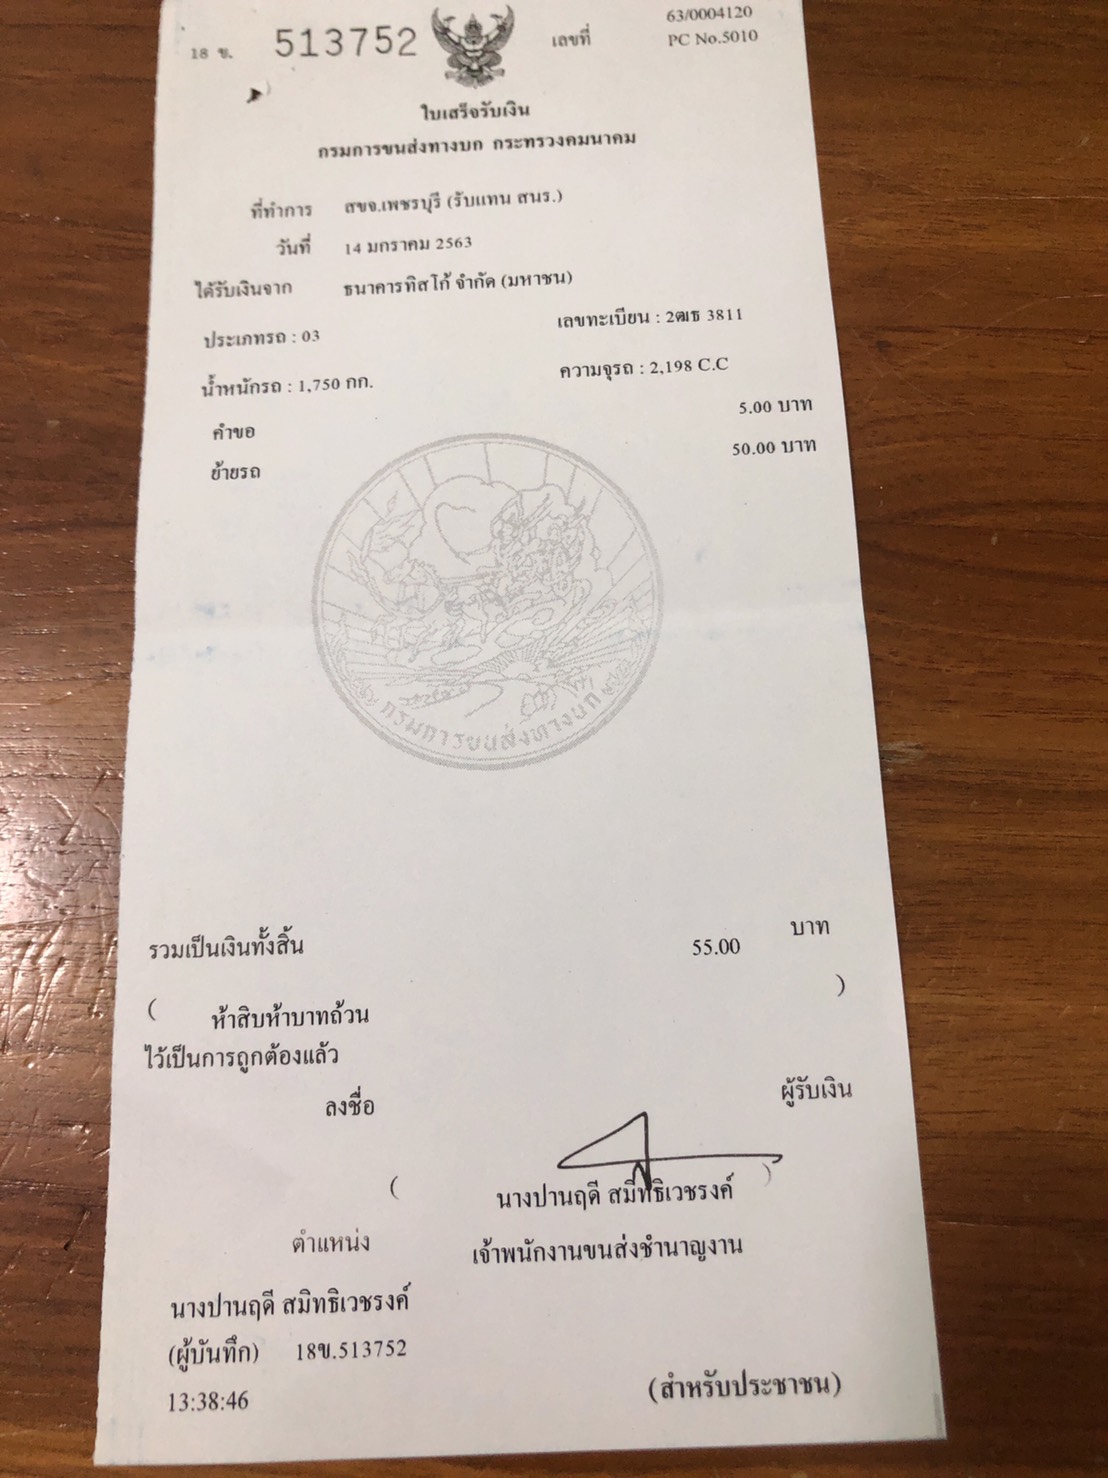 18 ข. 513752 เลขที่ 63/0004120
PC No.5010
ใบเสร็จรับเงิน
กรมการขนส่งทางบก กระทรวงคมนาคม
ที่ทำการ สขจ.เพชรบุรี (รับแทน สนร.)
วันที่ 14 มกราคม 2563
ได้รับเงินจาก ธนาคารทิสโก้ จำกัด (มหาชน)
ประเภทรถ : 03 เลขทะเบียน : 2ฒธ 3811
น้ำหนักรถ : 1,750 กก. ความจุรถ : 2,198 C.C
คำขอ 5.00 บาท
ย้ายรถ 50.00 บาท
กรมการขนส่งทางบก
รวมเป็นเงินทั้งสิ้น 55.00 บาท
( ห้าสิบห้าบาทถ้วน )
ไว้เป็นการถูกต้องแล้ว
ลงชื่อ ผู้รับเงิน
( นางปานฤดี สมิทธิเวชรงค์ )
ตำแหน่ง เจ้าพนักงานขนส่งชำนาญงาน
นางปานฤดี สมิทธิเวชรงค์
(ผู้บันทึก) 18ข.513752
13:38:46 (สำหรับประชาชน)